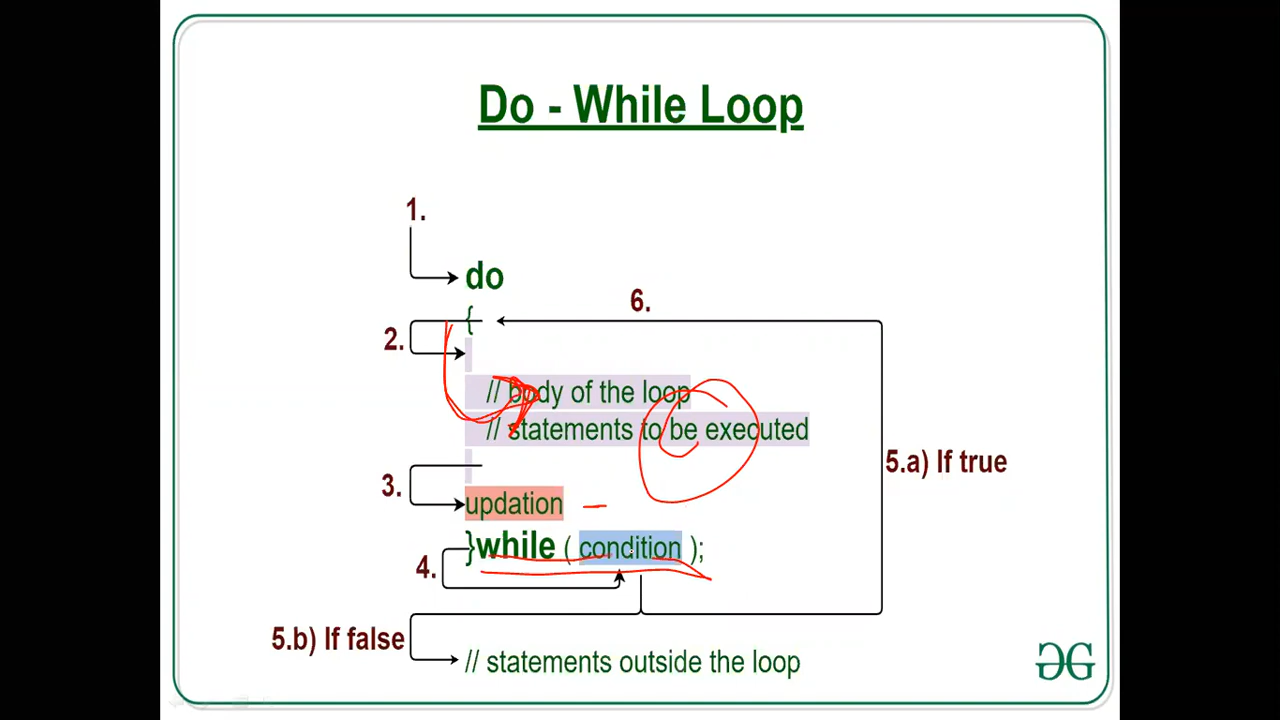 Do - While Loop
1.
do
6.
{
2.
// body of the loop
// statements to be executed
5.a) If true
3.
updation
}while ( condition );
4.
5.b) If false
// statements outside the loop
GG